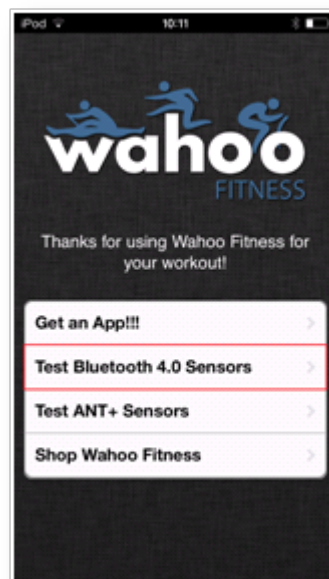 iPod 10:11
wahoo
FITNESS
Thanks for using Wahoo Fitness for
your workout!
Get an App!!!
Test Bluetooth 4.0 Sensors
Test ANT+ Sensors
Shop Wahoo Fitness